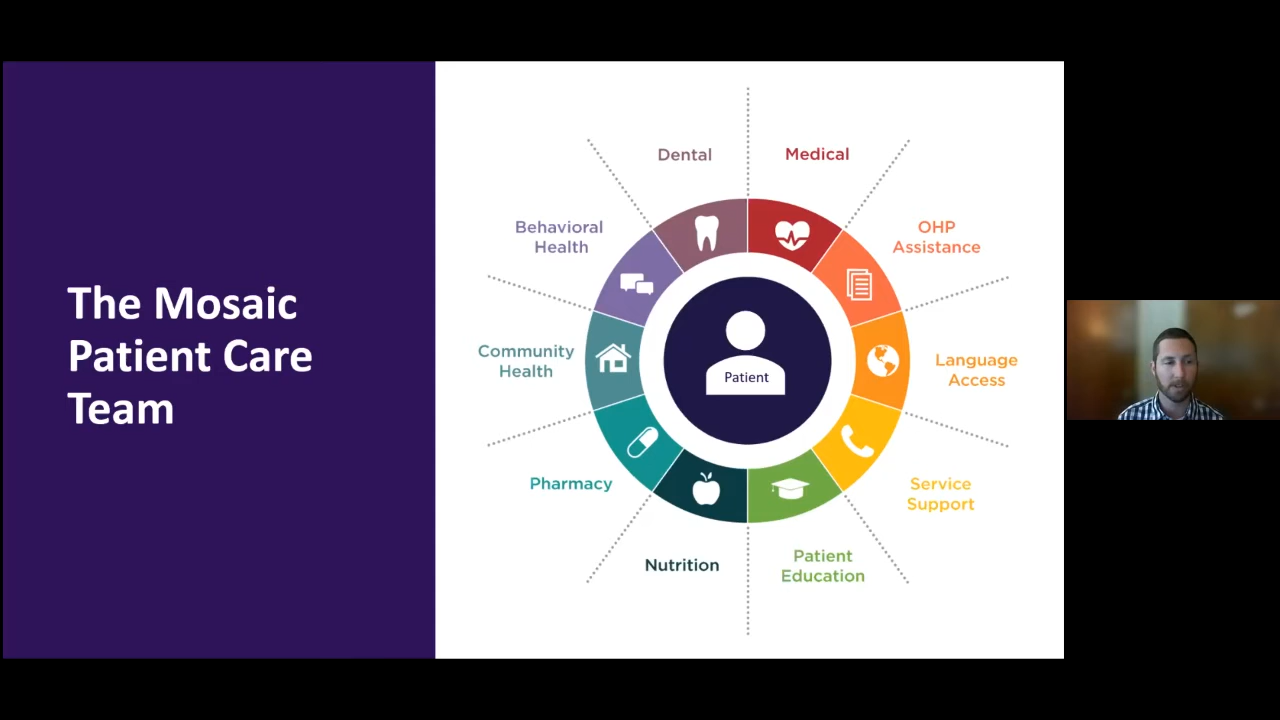 The Mosaic
Patient Care
Team
Dental
Medical
Behavioral
Health
OHP
Assistance
Community
Health
Language
Access
Patient
Pharmacy
Service
Support
Nutrition
Patient
Education